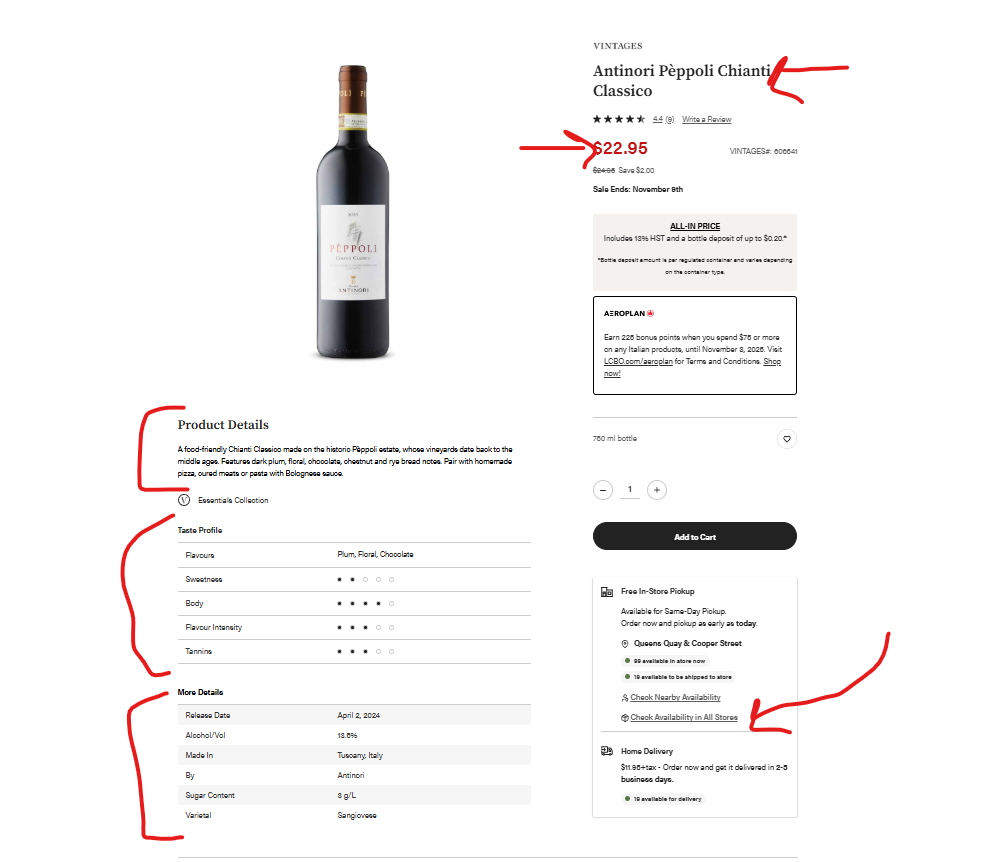 VINTAGES
Antinori Pèppoli Chianti
Classico
4.4 (9) Write a Review
$22.95
VINTAGES#: 606541
$24.95 Save $2.00
Sale Ends: November 9th
ALL-IN PRICE
Includes 13% HST and a bottle deposit of up to $0.20.*
*Bottle deposit amount is per regulated container and varies depending
on the container type.
AEROPLAN
Earn 225 bonus points when you spend $75 or more
on any Italian products, until November 8, 2025. Visit
LCBO.com/aeroplan for Terms and Conditions. Shop
now!
750 ml bottle
1
Add to Cart
Free In-Store Pickup
Available for Same-Day Pickup.
Order now and pickup as early as today.
Queens Quay & Cooper Street
99 available in store now
19 available to be shipped to store
Check Nearby Availability
Check Availability in All Stores
Home Delivery
$11.95+tax - Order now and get it delivered in 2-5
business days.
19 available for delivery
PÈPPOLI
CHIANTI CLASSICO
ANTINORI
Product Details
A food-friendly Chianti Classico made on the historic Pèppoli estate, whose vineyards date back to the
middle ages. Features dark plum, floral, chocolate, chestnut and rye bread notes. Pair with homemade
pizza, cured meats or pasta with Bolognese sauce.
V Essentials Collection
Taste Profile
Flavours Plum, Floral, Chocolate
Sweetness
Body
Flavour Intensity
Tannins
More Details
Release Date April 2, 2024
Alcohol/Vol 13.5%
Made In Tuscany, Italy
By Antinori
Sugar Content 3 g/L
Varietal Sangiovese